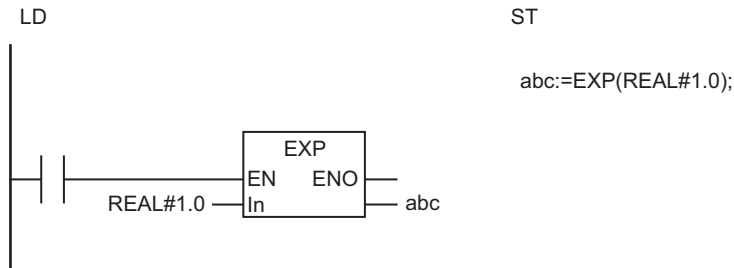 LD
ST
abc:=EXP(REAL#1.0);
EXP
EN ENO
REAL#1.0 In abc